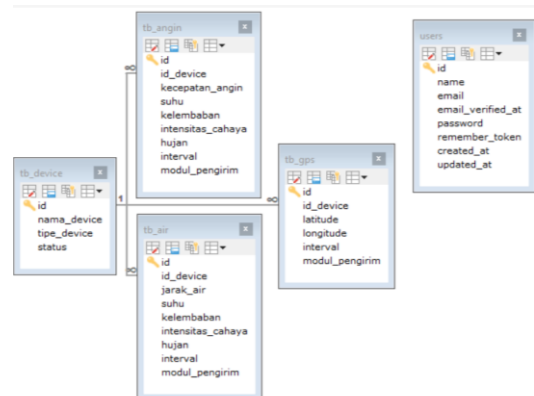 tb_angin
id
id_device
kecepatan_angin
suhu
kelembaban
intensitas_cahaya
hujan
interval
modul_pengirim
users
id
name
email
email_verified_at
password
remember_token
created_at
updated_at
tb_device
id
nama_device
tipe_device
status
1
tb_gps
id
id_device
latitude
longitude
interval
modul_pengirim
tb_air
id
id_device
jarak_air
suhu
kelembaban
intensitas_cahaya
hujan
interval
modul_pengirim